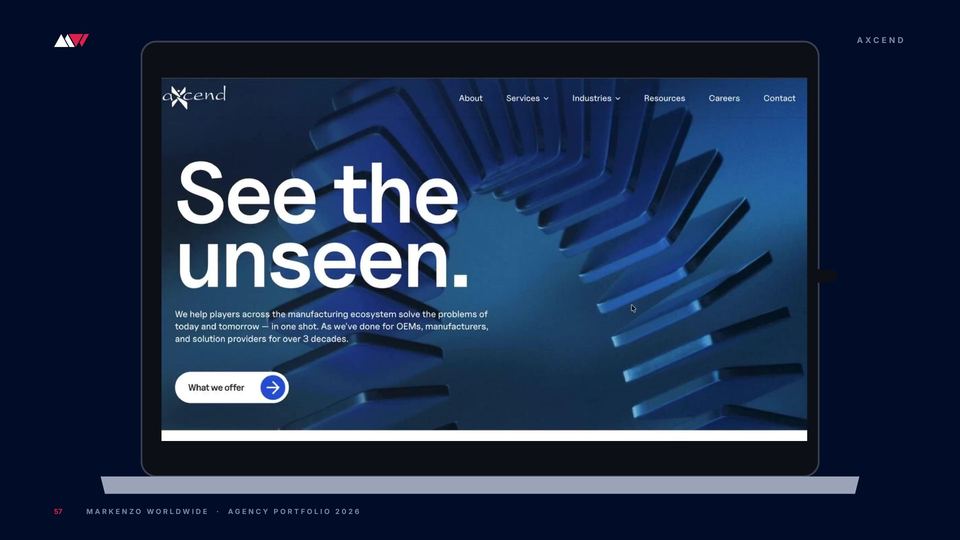 AXCEND
axcend
About Services Industries Resources Careers Contact
See the
unseen.
We help players across the manufacturing ecosystem solve the problems of
today and tomorrow — in one shot. As we've done for OEMs, manufacturers,
and solution providers for over 3 decades.
What we offer
57 MARKENZO WORLDWIDE · AGENCY PORTFOLIO 2026